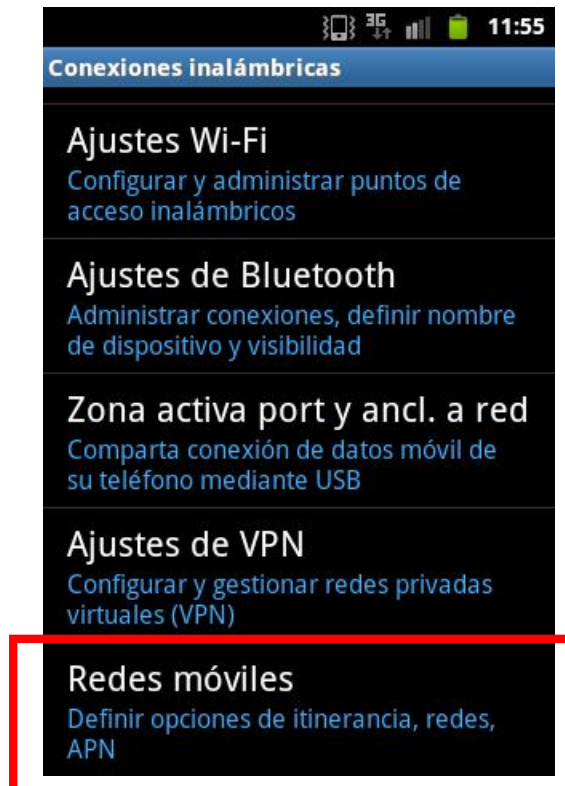 3G 11:55
Conexiones inalámbricas
Ajustes Wi-Fi
Configurar y administrar puntos de
acceso inalámbricos
Ajustes de Bluetooth
Administrar conexiones, definir nombre
de dispositivo y visibilidad
Zona activa port y ancl. a red
Comparta conexión de datos móvil de
su teléfono mediante USB
Ajustes de VPN
Configurar y gestionar redes privadas
virtuales (VPN)
Redes móviles
Definir opciones de itinerancia, redes,
APN